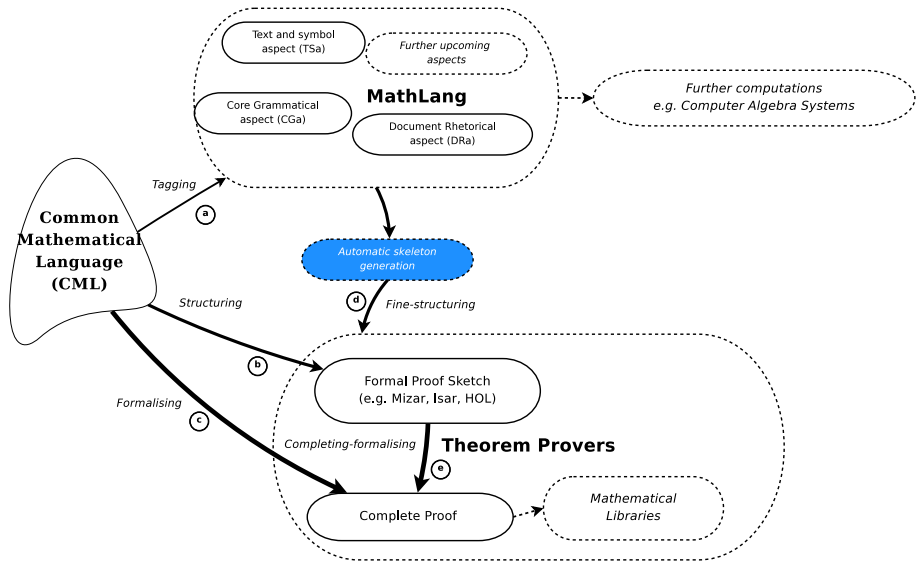 Text and symbol
aspect (TSa)
Further upcoming
aspects
MathLang
Core Grammatical
aspect (CGa)
Document Rhetorical
aspect (DRa)
Further computations
e.g. Computer Algebra Systems
Tagging
a
Common
Mathematical
Language
(CML)
Automatic skeleton
generation
Structuring
d
Fine-structuring
b
Formal Proof Sketch
(e.g. Mizar, Isar, HOL)
Formalising
c
Completing-formalising
Theorem Provers
e
Complete Proof
Mathematical
Libraries